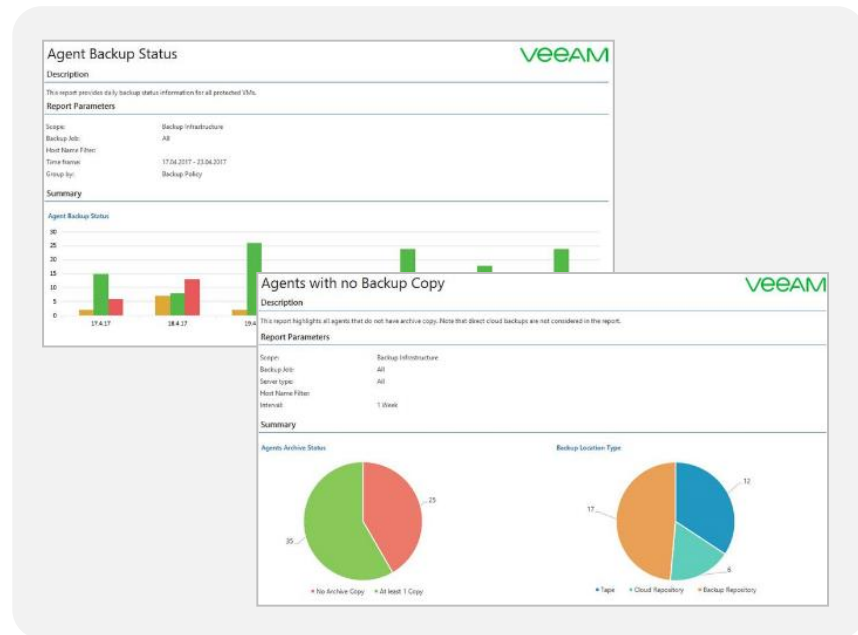 Agent Backup Status
veeAM
Description
This report provides daily backup status information for all protected VMs.
Report Parameters
Scope: Backup Infrastructure
Backup Job: All
Host Name Filter:
Time frame: 17.04.2017 - 23.04.2017
Group by: Backup Policy
Summary
Agent Backup Status
30
25
20
15
10
5
0
17.4.17 18.4.17 19.4
Agents with no Backup Copy
veeAM
Description
This report highlights all agents that do not have archive copy. Note that direct cloud backups are not considered in the report.
Report Parameters
Scope: Backup Infrastructure
Backup Job: All
Server type: All
Host Name Filter:
Interval: 1 Week
Summary
Agents Archive Status
Backup Location Type
25
35
No Archive Copy At least 1 Copy
12
17
6
Tape Cloud Repository Backup Repository